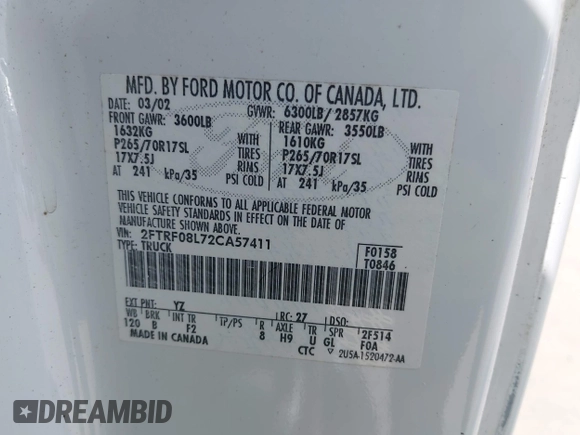 MFD. BY FORD MOTOR CO. OF CANADA, LTD.
DATE: 03/02 GVWR: 6300LB/ 2857KG
FRONT GAWR: 3600LB REAR GAWR: 3550LB
1632KG WITH 1610KG WITH
P265/70R17SL TIRES P265/70R17SL TIRES
17X7.5J RIMS 17X7.5J RIMS
AT 241 kPa/35 PSI COLD AT 241 kPa/35 PSI COLD
THIS VEHICLE CONFORMS TO ALL APPLICABLE FEDERAL MOTOR
VEHICLE SAFETY STANDARDS IN EFFECT ON THE DATE OF
MANUFACTURE SHOWN ABOVE.
VIN: 2FTRF08L72CA57411 F0158
TYPE: TRUCK T0846
EXT PNT: YZ RC: 27 DSO:
WB BRK INT TR TP/PS R AXLE TR SPR 2F514
120 B F2 8 H9 U GL F0A
MADE IN CANADA CTC ▽ 2U5A-1520472-AA
DREAMBID